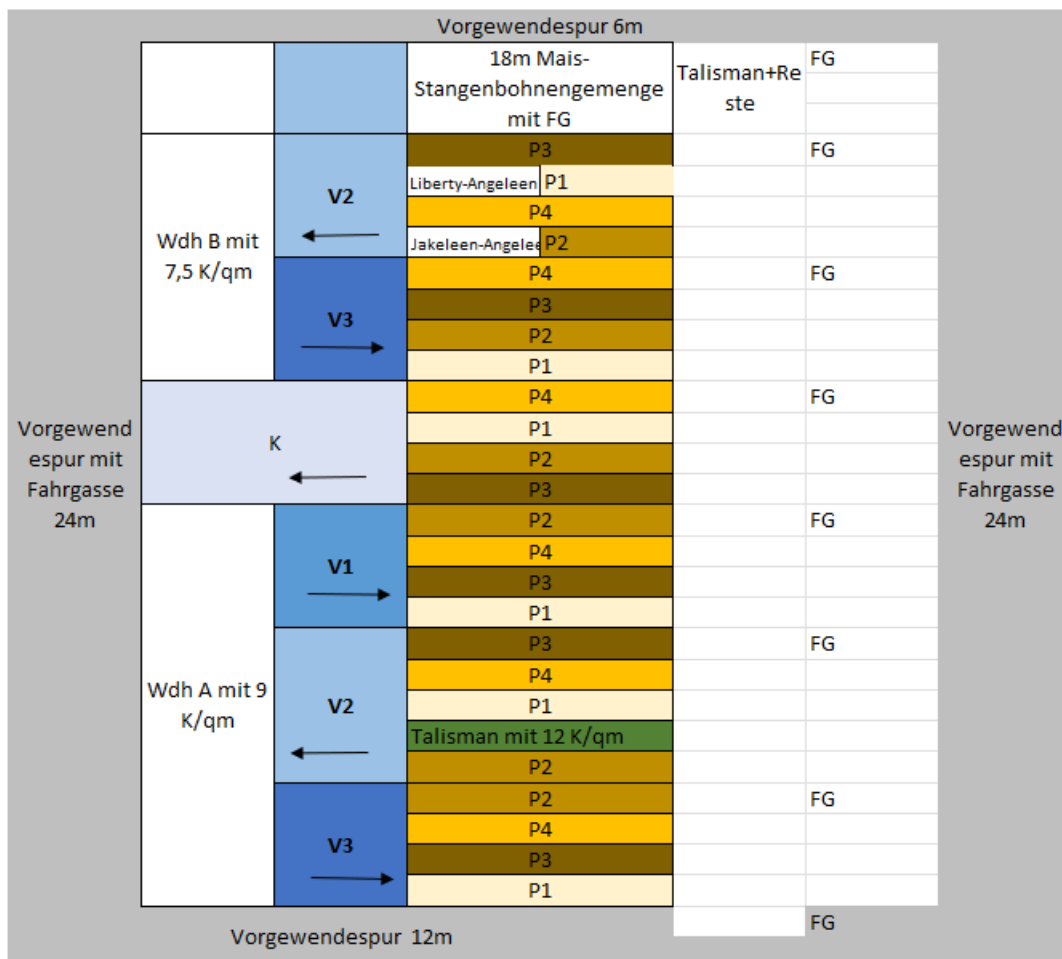 Vorgewendespur 6m
18m Mais-
Stangenbohnengemenge
mit FG
Talisman+Re
ste
FG
P3
FG
Liberty-Angeleen
P1
V2
P4
Jakeleen-Angelee
P2
Wdh B mit
7,5 K/qm
P4
FG
P3
V3
P2
P1
P4
FG
Vorgewend
espur mit
Fahrgasse
24m
K
P1
P2
P3
Vorgewend
espur mit
Fahrgasse
24m
P2
FG
V1
P4
P3
P1
P3
FG
Wdh A mit 9
K/qm
V2
P4
P1
Talisman mit 12 K/qm
P2
P2
FG
V3
P4
P3
P1
Vorgewendespur 12m
FG